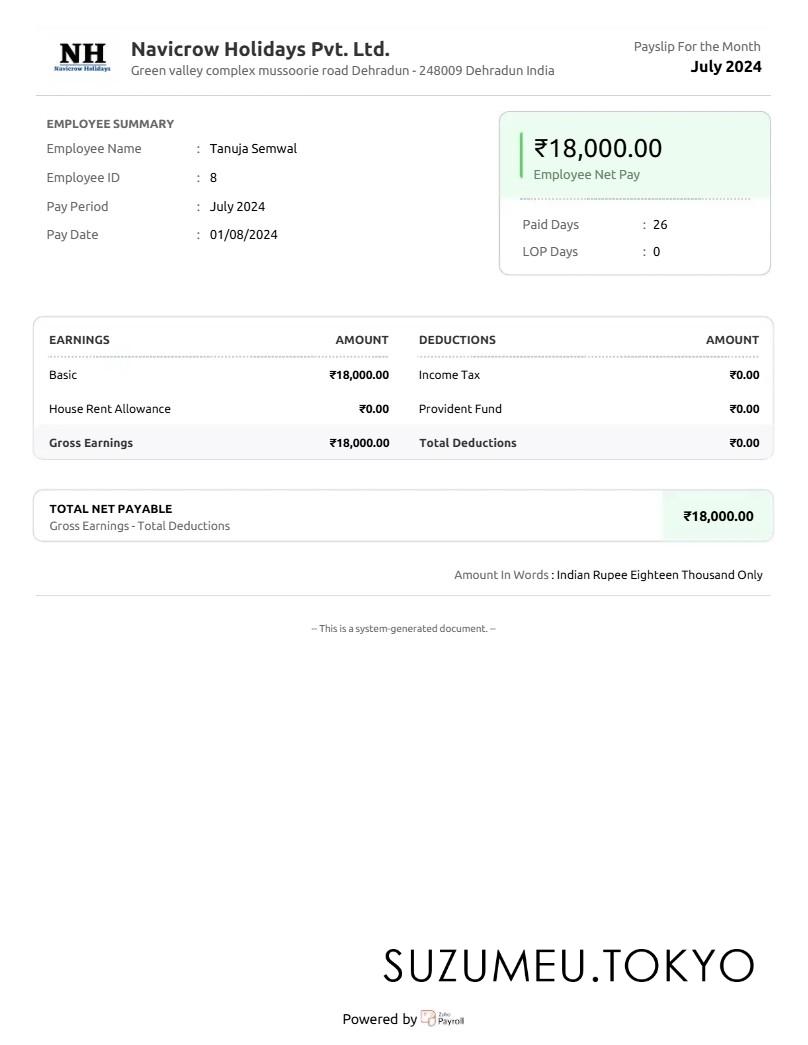 NH
Navicrow Holidays
Navicrow Holidays Pvt. Ltd.
Green valley complex mussoorie road Dehradun - 248009 Dehradun India
Payslip For the Month
July 2024
EMPLOYEE SUMMARY
Employee Name : Tanuja Semwal
Employee ID : 8
Pay Period : July 2024
Pay Date : 01/08/2024
₹18,000.00
Employee Net Pay
Paid Days : 26
LOP Days : 0
EARNINGS AMOUNT DEDUCTIONS AMOUNT
Basic ₹18,000.00 Income Tax ₹0.00
House Rent Allowance ₹0.00 Provident Fund ₹0.00
Gross Earnings ₹18,000.00 Total Deductions ₹0.00
TOTAL NET PAYABLE
Gross Earnings - Total Deductions
₹18,000.00
Amount In Words : Indian Rupee Eighteen Thousand Only
-- This is a system-generated document. --
SUZUMEU.TOKYO
Powered by Zoho Payroll